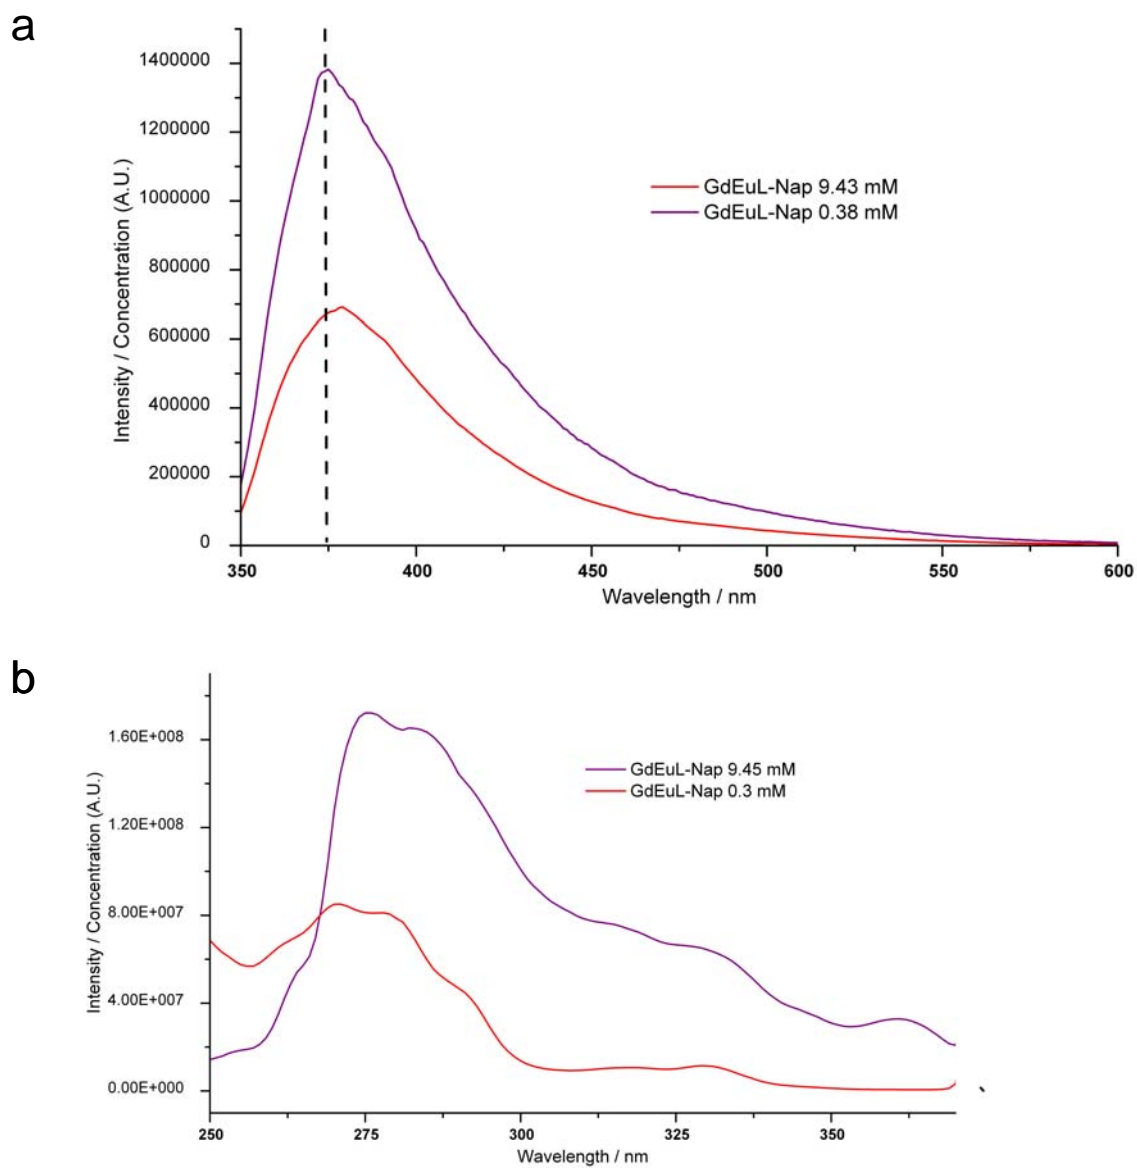 a
1400000
1200000
1000000
800000
600000
400000
200000
0
Intensity / Concentration (A.U.)
GdEuL-Nap 9.43 mM
GdEuL-Nap 0.38 mM
350 400 450 500 550 600
Wavelength / nm
b
1.60E+008
1.20E+008
8.00E+007
4.00E+007
0.00E+000
Intensity / Concentration (A.U.)
GdEuL-Nap 9.45 mM
GdEuL-Nap 0.3 mM
250 275 300 325 350
Wavelength / nm